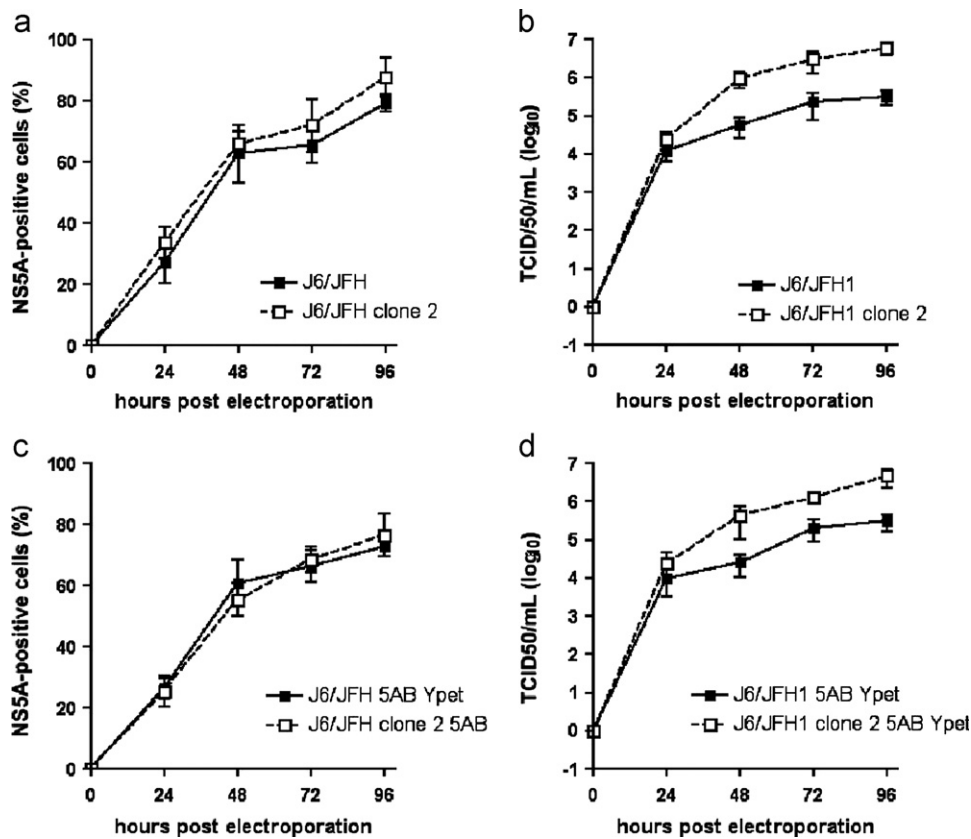 a
NS5A-positive cells (%)
100
80
60
40
20
0
J6/JFH
J6/JFH clone 2
0 24 48 72 96
hours post electroporation
b
TCID/50/mL (log₀)
7
6
5
4
3
2
1
0
-1
J6/JFH1
J6/JFH1 clone 2
0 24 48 72 96
hours post electroporation
c
NS5A-positive cells (%)
100
80
60
40
20
0
J6/JFH 5AB Ypet
J6/JFH clone 2 5AB
0 24 48 72 96
hours post electroporation
d
TCID50/mL (log₀)
7
6
5
4
3
2
1
0
-1
J6/JFH1 5AB Ypet
J6/JFH1 clone 2 5AB Ypet
0 24 48 72 96
hours post electroporation